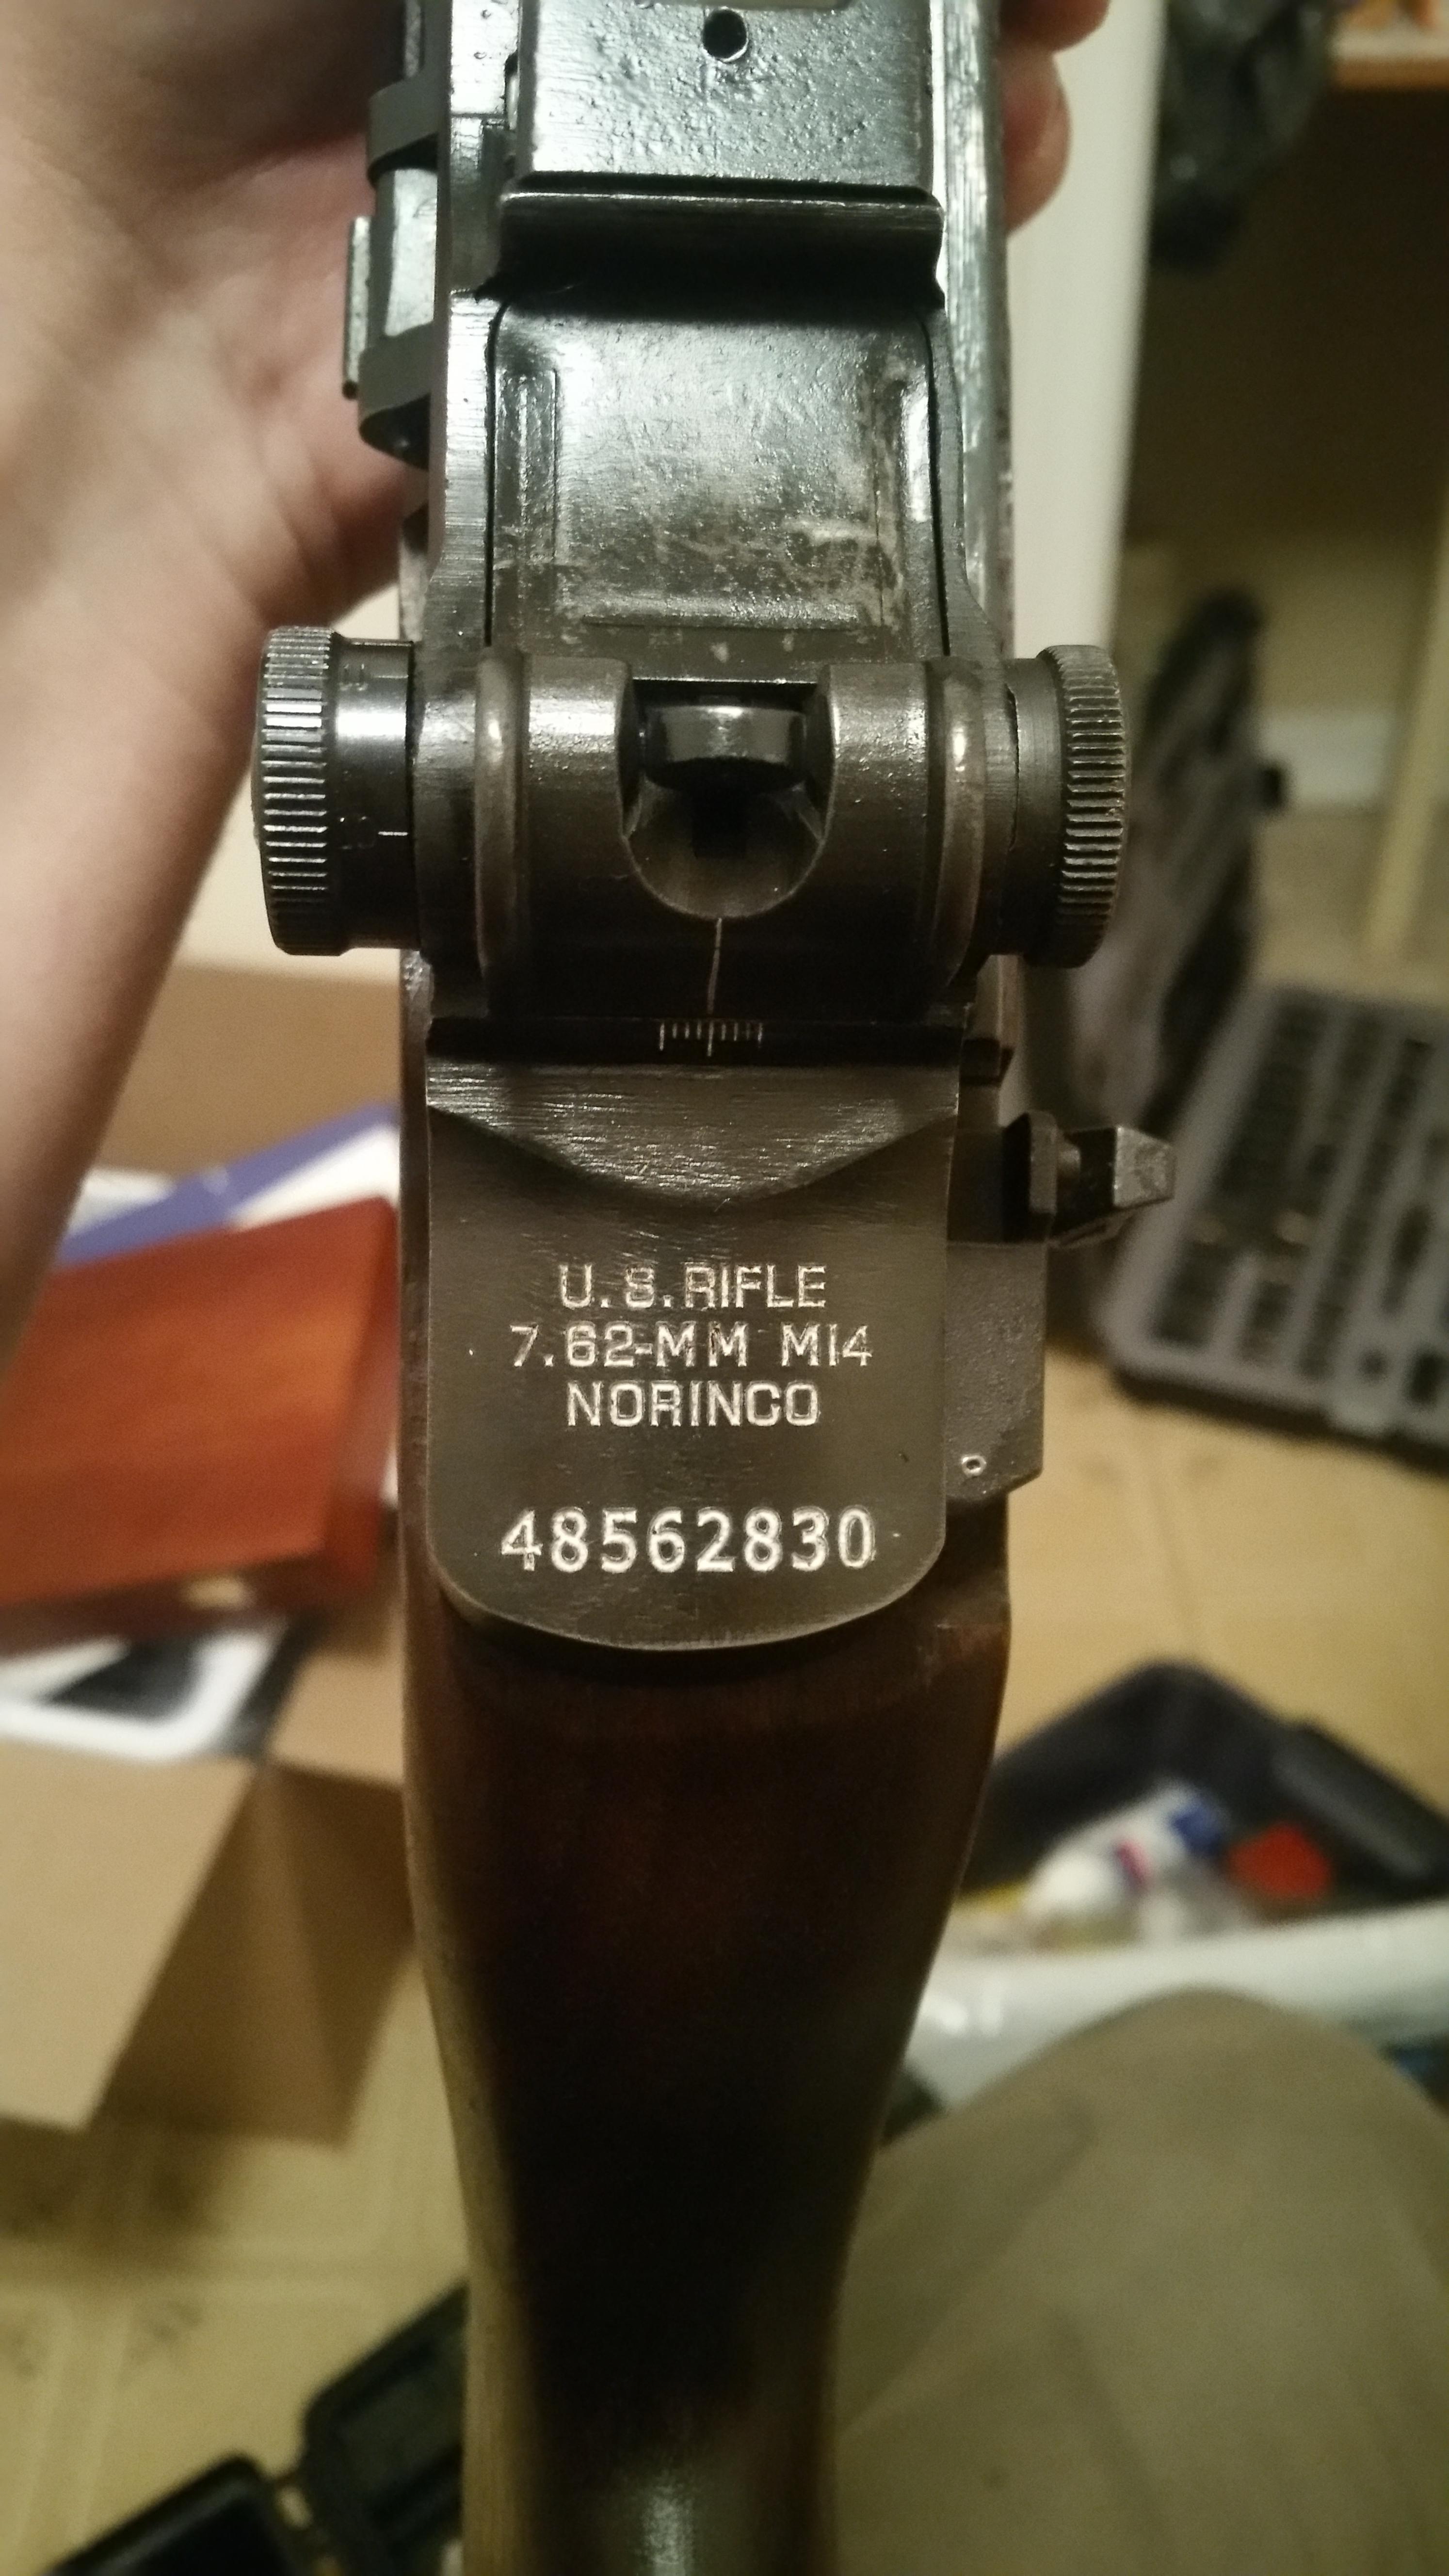 U.S.RIFLE
7.62-MM M14
NORINCO
48562830